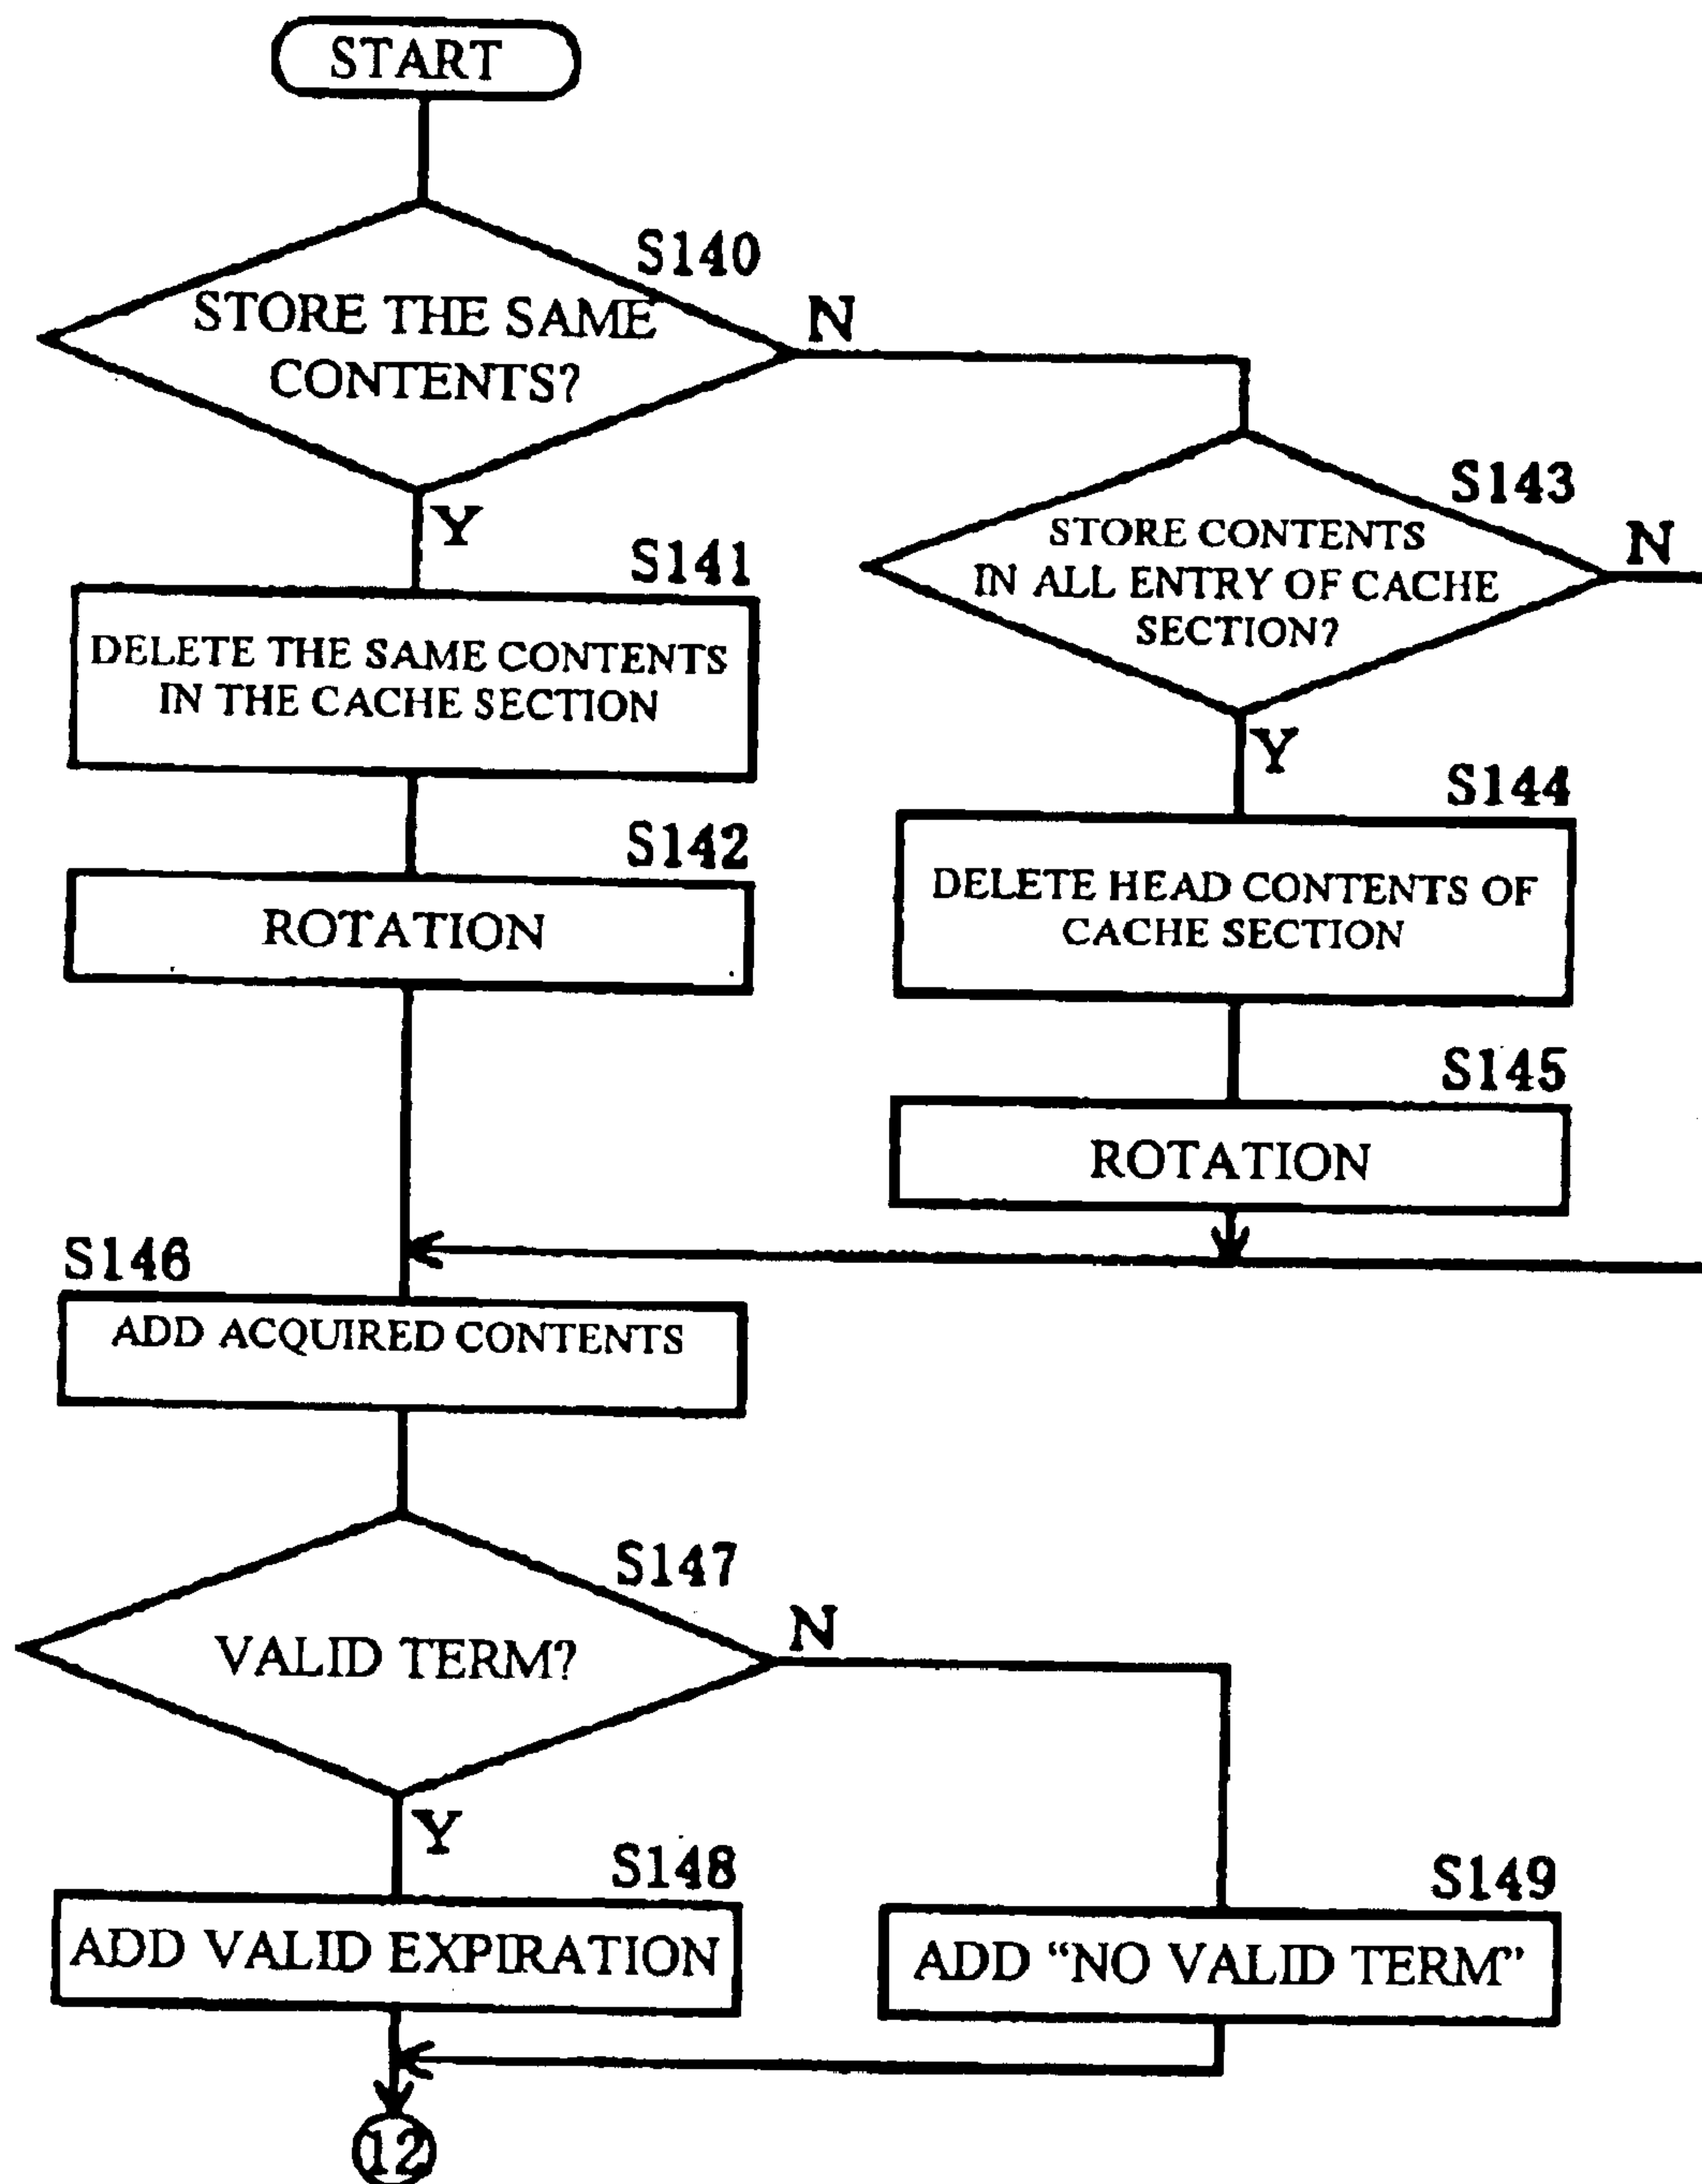 START
S140
STORE THE SAME
CONTENTS?
N
Y
S143
STORE CONTENTS
IN ALL ENTRY OF CACHE
SECTION?
N
Y
S141
DELETE THE SAME CONTENTS
IN THE CACHE SECTION
S142
ROTATION
S144
DELETE HEAD CONTENTS OF
CACHE SECTION
S145
ROTATION
S146
ADD ACQUIRED CONTENTS
S147
VALID TERM?
N
Y
S148
ADD VALID EXPIRATION
S149
ADD “NO VALID TERM”
12